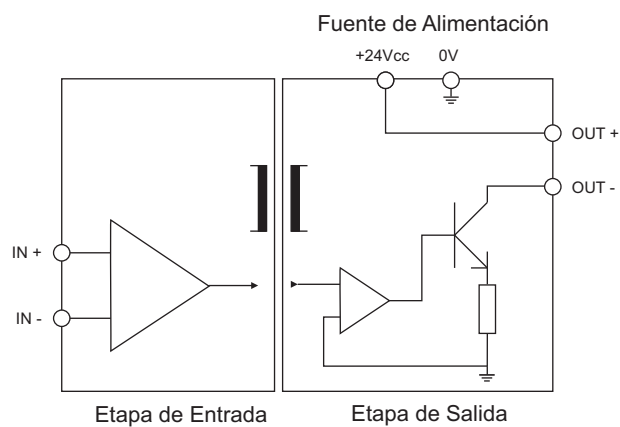 Fuente de Alimentación
+24Vcc 0V
OUT +
OUT -
IN +
IN -
Etapa de Entrada Etapa de Salida